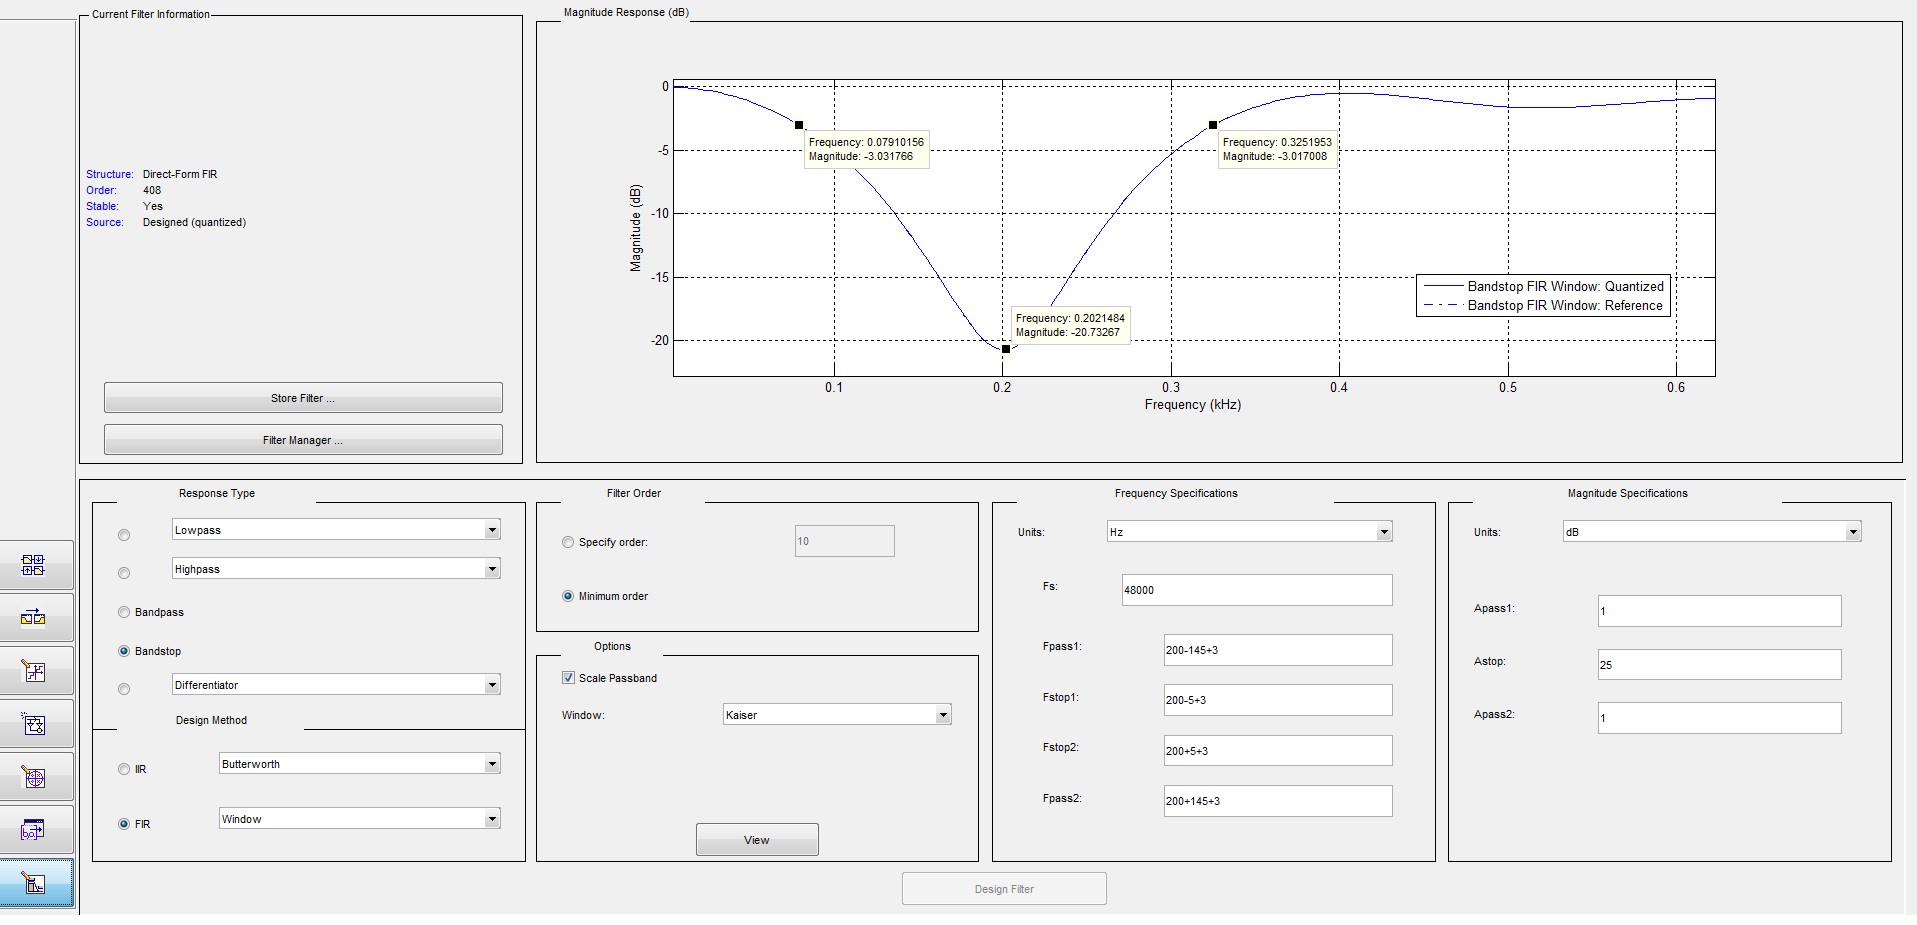 Current Filter Information
Structure: Direct-Form FIR
Order: 408
Stable: Yes
Source: Designed (quantized)
Store Filter ...
Filter Manager ...
Magnitude Response (dB)
Magnitude (dB)
0
-5
-10
-15
-20
Frequency: 0.07910156
Magnitude: -3.031766
Frequency: 0.3251953
Magnitude: -3.017008
Frequency: 0.2021484
Magnitude: -20.73267
Bandstop FIR Window: Quantized
Bandstop FIR Window: Reference
0.1 0.2 0.3 0.4 0.5 0.6
Frequency (kHz)
Response Type
Lowpass
Highpass
Bandpass
Bandstop
Differentiator
Design Method
IIR Butterworth
FIR Window
Filter Order
Specify order: 10
Minimum order
Options
Scale Passband
Window: Kaiser
View
Frequency Specifications
Units: Hz
Fs: 48000
Fpass1: 200-145+3
Fstop1: 200-5+3
Fstop2: 200+5+3
Fpass2: 200+145+3
Magnitude Specifications
Units: dB
Apass1: 1
Astop: 25
Apass2: 1
Design Filter